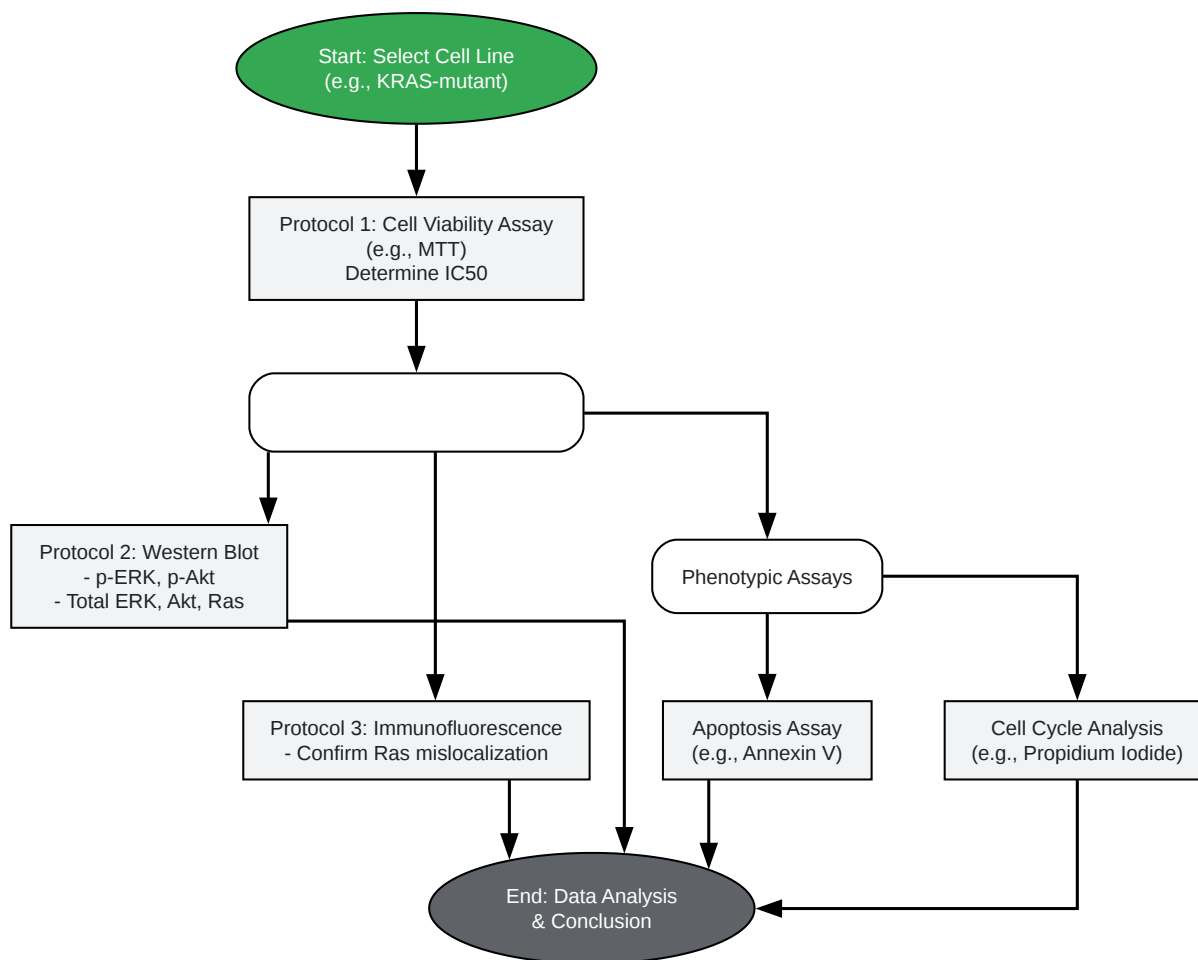 Start: Select Cell Line
(e.g., KRAS-mutant)
Protocol 1: Cell Viability Assay
(e.g., MTT)
Determine IC50
Protocol 2: Western Blot
- p-ERK, p-Akt
- Total ERK, Akt, Ras
Phenotypic Assays
Protocol 3: Immunofluorescence
- Confirm Ras mislocalization
Apoptosis Assay
(e.g., Annexin V)
Cell Cycle Analysis
(e.g., Propidium Iodide)
End: Data Analysis
& Conclusion